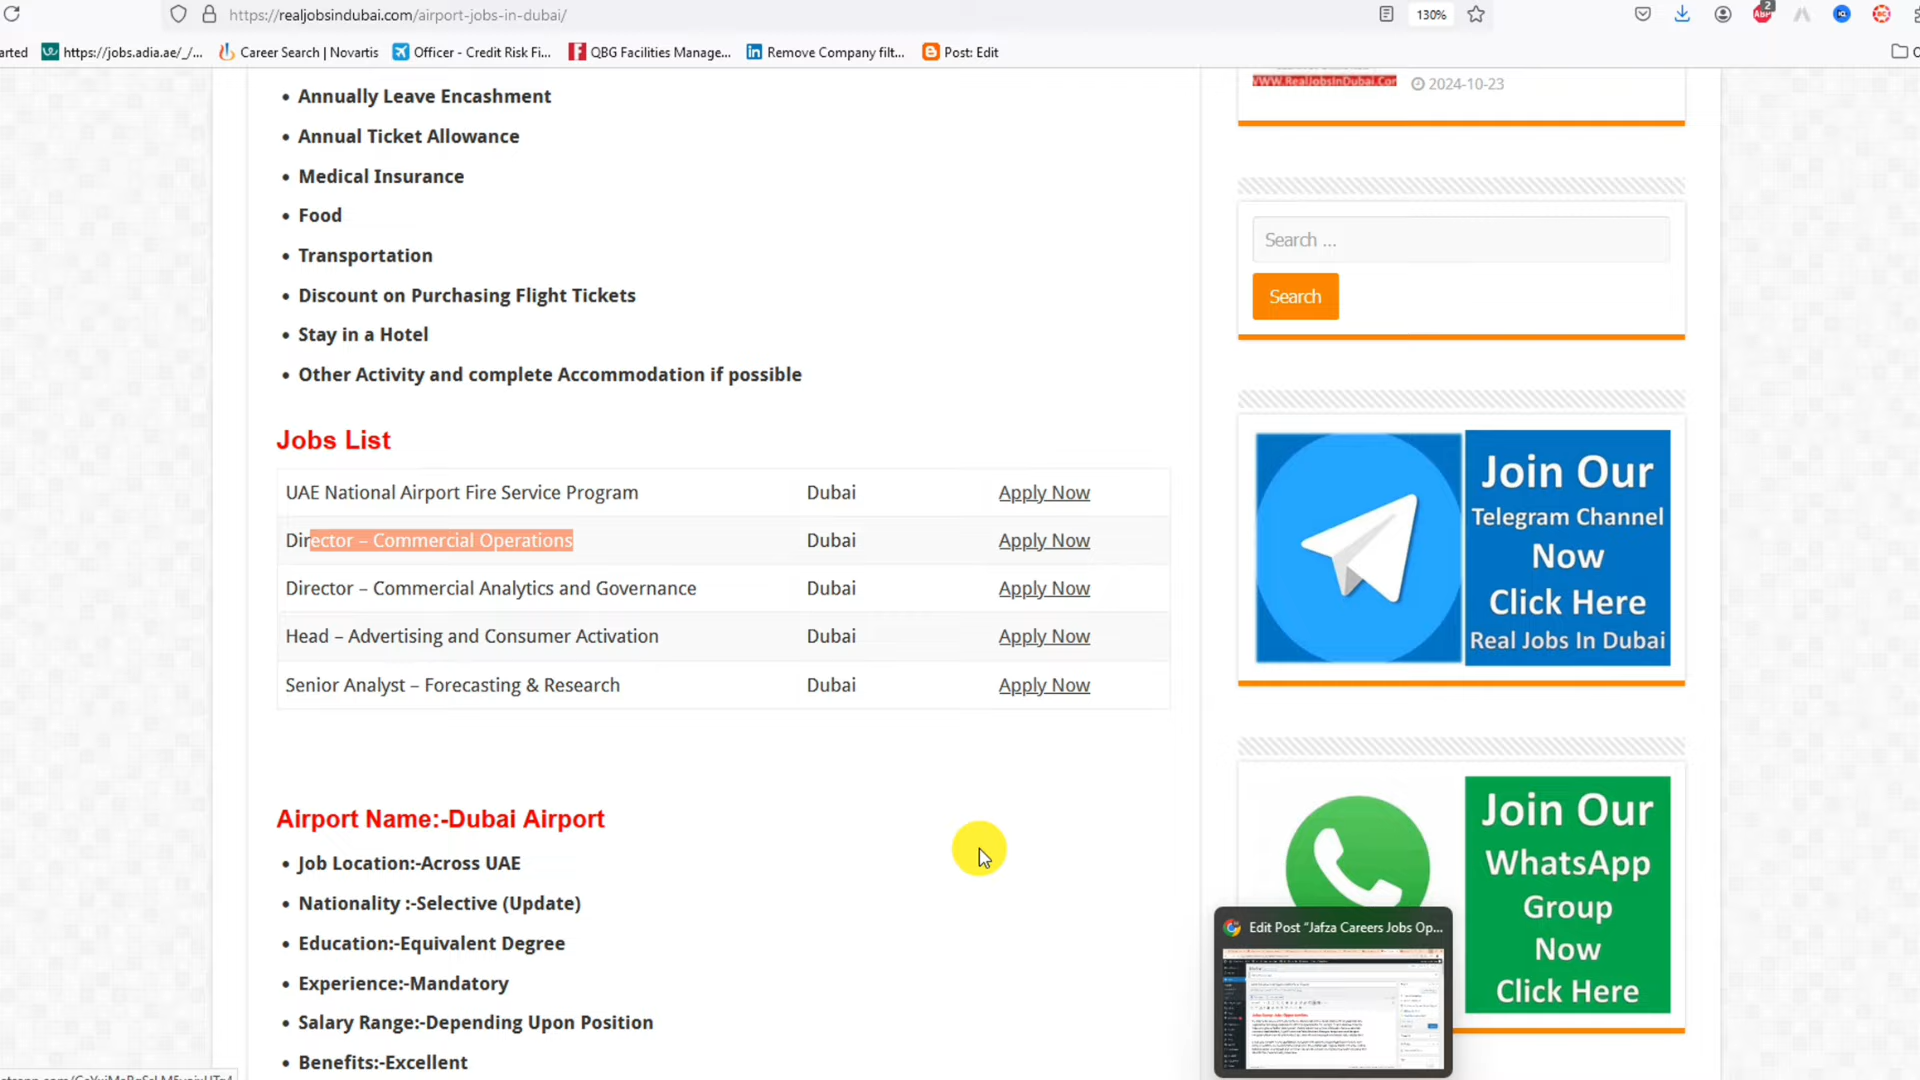 https://realjobsindubai.com/airport-jobs-in-dubai/
130%
2
arted
https://jobs.adia.ae/_/...
Career Search | Novartis
Officer - Credit Risk Fi...
QBG Facilities Manage...
Remove Company filt...
Post: Edit
Annually Leave Encashment
Annual Ticket Allowance
Medical Insurance
Food
Transportation
Discount on Purchasing Flight Tickets
Stay in a Hotel
Other Activity and complete Accommodation if possible
Jobs List
UAE National Airport Fire Service Program Dubai Apply Now
Director – Commercial Operations Dubai Apply Now
Director – Commercial Analytics and Governance Dubai Apply Now
Head – Advertising and Consumer Activation Dubai Apply Now
Senior Analyst – Forecasting & Research Dubai Apply Now
Airport Name:-Dubai Airport
Job Location:-Across UAE
Nationality :-Selective (Update)
Education:-Equivalent Degree
Experience:-Mandatory
Salary Range:-Depending Upon Position
Benefits:-Excellent
WWW.RealJobsInDubai.Com
2024-10-23
Search ...
Search
Join Our
Telegram Channel
Now
Click Here
Real Jobs In Dubai
Join Our
WhatsApp
Group
Now
Click Here
Edit Post “Jafza Careers Jobs Op...